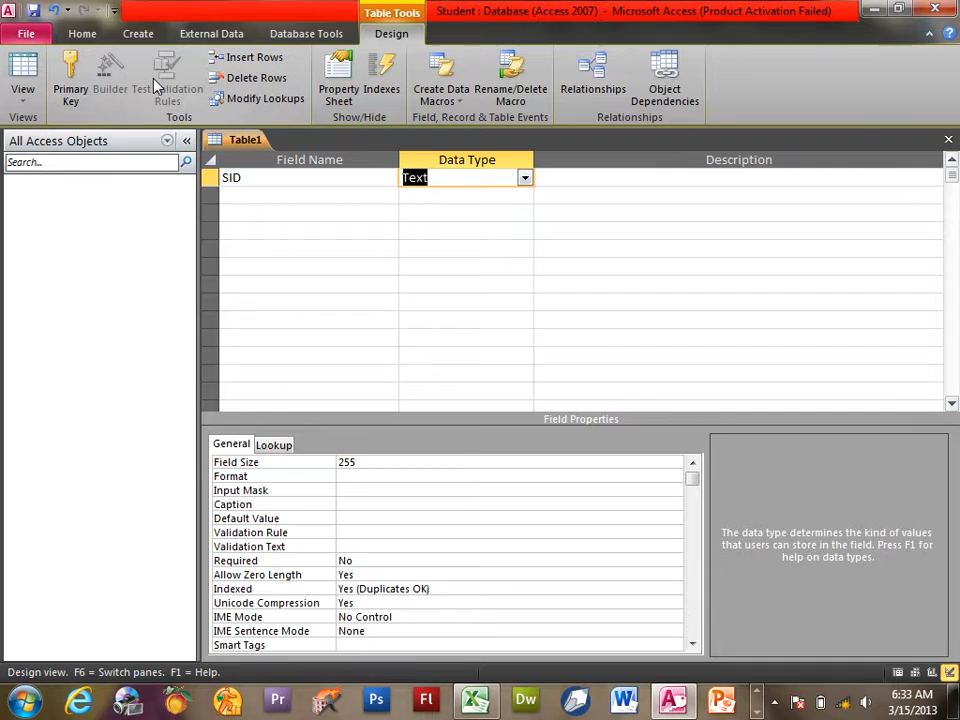 Table Tools
Student : Database (Access 2007) - Microsoft Access (Product Activation Failed)
File Home Create External Data Database Tools Design
View
Views
Primary Key
Builder
Test Validation Rules
Insert Rows
Delete Rows
Modify Lookups
Tools
Property Sheet
Indexes
Show/Hide
Create Data Macros
Rename/Delete Macro
Field, Record & Table Events
Relationships
Object Dependencies
Relationships
All Access Objects
Search...
Table1
Field Name Data Type Description
SID Text
Field Properties
General Lookup
Field Size 255
Format
Input Mask
Caption
Default Value
Validation Rule
Validation Text
Required No
Allow Zero Length Yes
Indexed Yes (Duplicates OK)
Unicode Compression Yes
IME Mode No Control
IME Sentence Mode None
Smart Tags
The data type determines the kind of values
that users can store in the field. Press F1 for
help on data types.
Design view. F6 = Switch panes. F1 = Help.
Pr
Ps
Fl
Dw
6:33 AM
3/15/2013